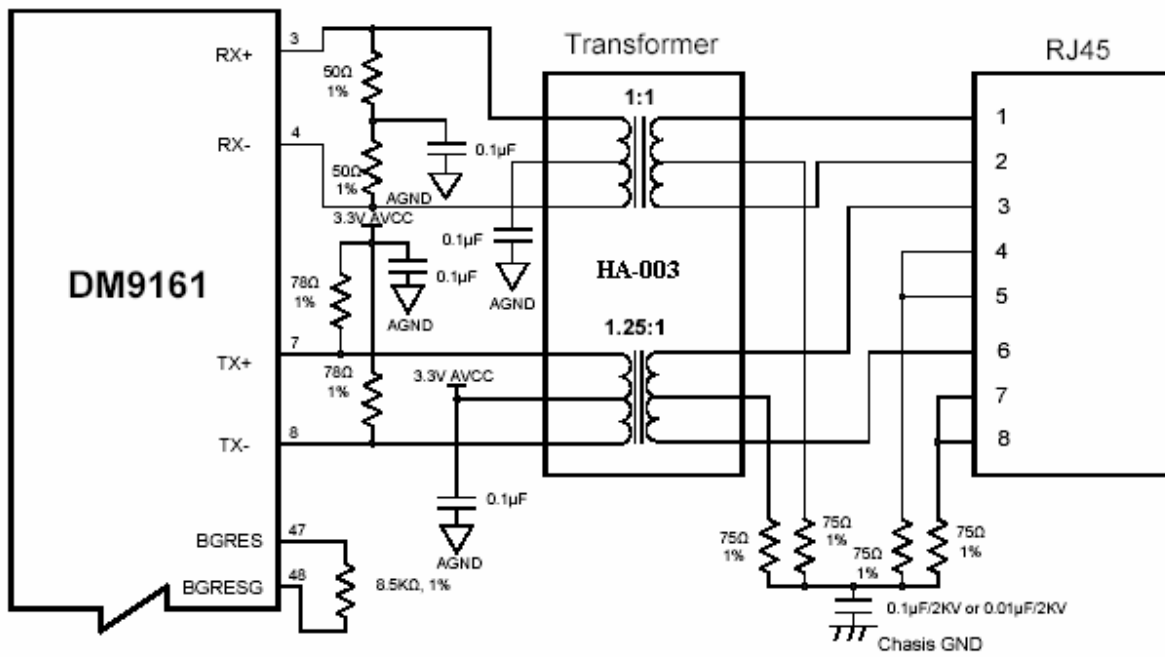 Transformer
RJ45
DM9161
RX+
3
RX-
4
50Ω
1%
50Ω
1%
0.1µF
AGND
3.3V AVCC
78Ω
1%
0.1µF
AGND
0.1µF
AGND
TX+
7
78Ω
1%
TX-
8
3.3V AVCC
0.1µF
AGND
BGRES
47
BGRESG
48
8.5KΩ, 1%
1:1
HA-003
1.25:1
1
2
3
4
5
6
7
8
75Ω
1%
75Ω
1%
75Ω
1%
75Ω
1%
0.1µF/2KV or 0.01µF/2KV
Chasis GND